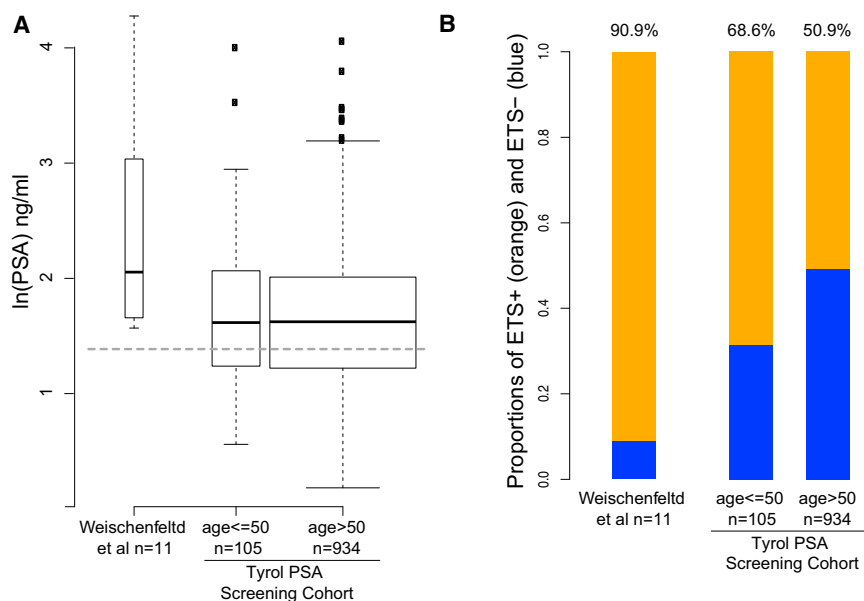 A
ln(PSA) ng/ml
4
3
2
1
Weischenfeltd
et al n=11
age<=50
n=105
age>50
n=934
Tyrol PSA
Screening Cohort
B
90.9%
68.6%
50.9%
Proportions of ETS+ (orange) and ETS− (blue)
1.0
0.8
0.6
0.4
0.2
0.0
Weischenfeltd
et al n=11
age<=50
n=105
age>50
n=934
Tyrol PSA
Screening Cohort